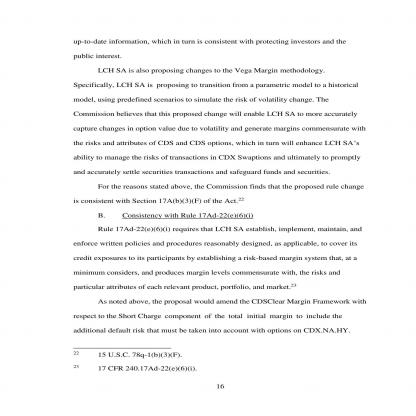 up-to-date information, which in turn is consistent with protecting investors and the
public interest.
LCH SA is also proposing changes to the Vega Margin methodology.
Specifically, LCH SA is proposing to transition from a parametric model to a historical
model, using predefined scenarios to simulate the risk of volatility change. The
Commission believes that this proposed change will enable LCH SA to more accurately
capture changes in option value due to volatility and generate margins commensurate with
the risks and attributes of CDS and CDS options, which in turn will enhance LCH SA's
ability to manage the risks of transactions in CDX Swaptions and ultimately to promptly
and accurately settle securities transactions and safeguard funds and securities.
For the reasons stated above, the Commission finds that the proposed rule change
is consistent with Section 17A(b)(3)(F) of the Act.22
B. Consistency with Rule 17Ad-22(e)(6)(i)
Rule 17Ad-22(e)(6)(i) requires that LCH SA establish, implement, maintain, and
enforce written policies and procedures reasonably designed, as applicable, to cover its
credit exposures to its participants by establishing a risk-based margin system that, at a
minimum considers, and produces margin levels commensurate with, the risks and
particular attributes of each relevant product, portfolio, and market.23
As noted above, the proposal would amend the CDSClear Margin Framework with
respect to the Short Charge component of the total initial margin to include the
additional default risk that must be taken into account with options on CDX.NA.HY.
22 15 U.S.C. 78q-1(b)(3)(F).
23 17 CFR 240.17Ad-22(e)(6)(i).
16